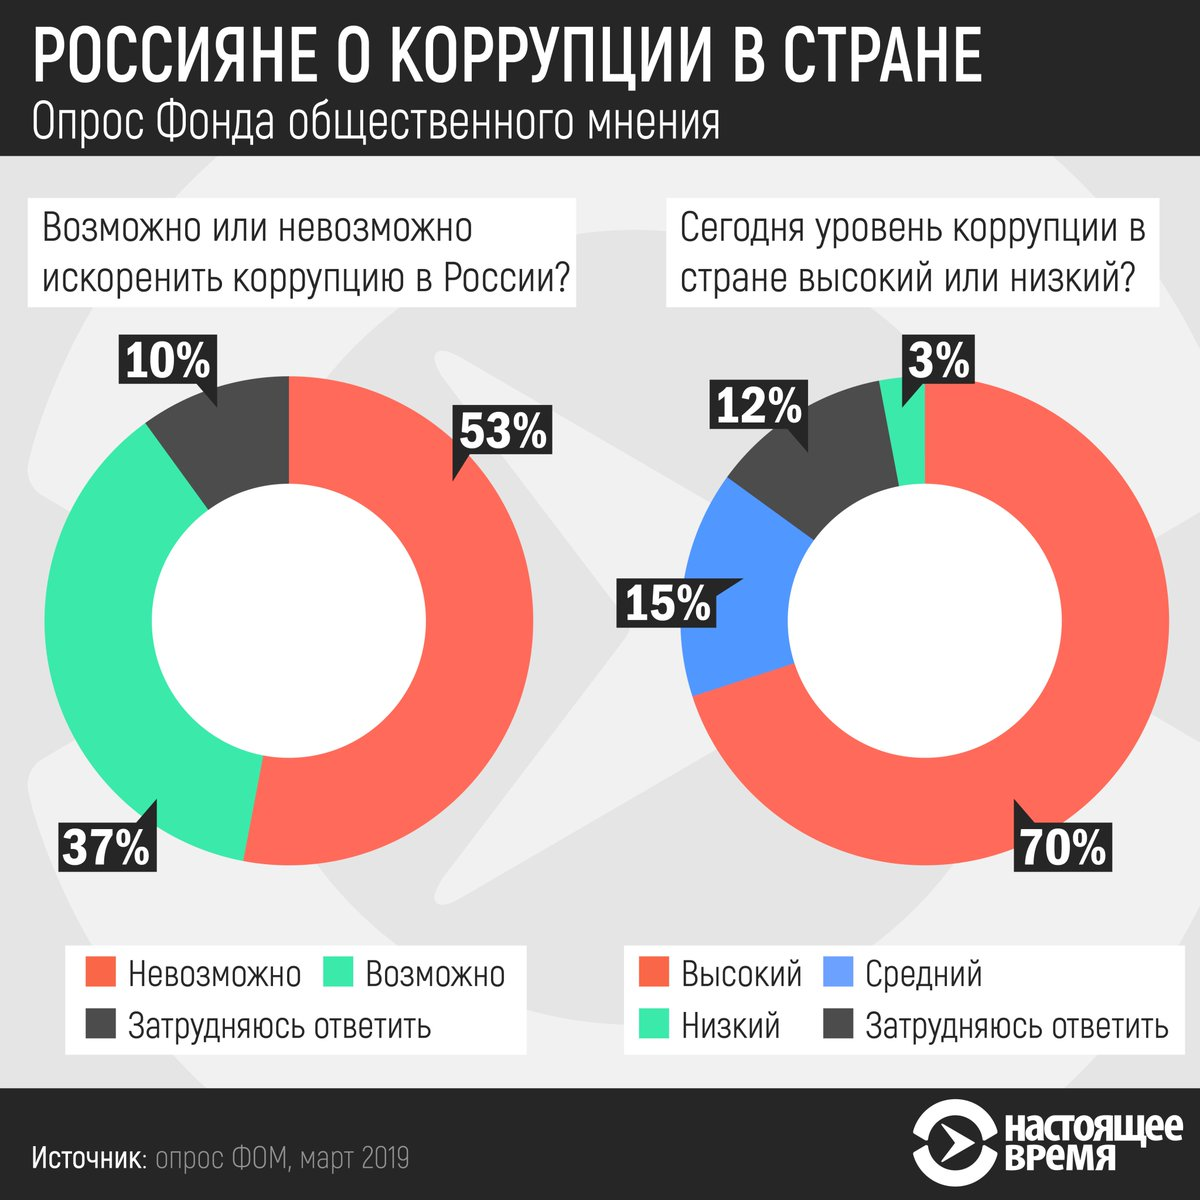 РОССИЯНЕ О КОРРУПЦИИ В СТРАНЕ
Опрос Фонда общественного мнения
Возможно или невозможно
искоренить коррупцию в России?
10%
53%
37%
Невозможно Возможно
Затрудняюсь ответить
Сегодня уровень коррупции в
стране высокий или низкий?
3%
12%
15%
70%
Высокий Средний
Низкий Затрудняюсь ответить
Источник: опрос ФОМ, март 2019
НАСТОЯЩЕЕ
ВРЕМЯ